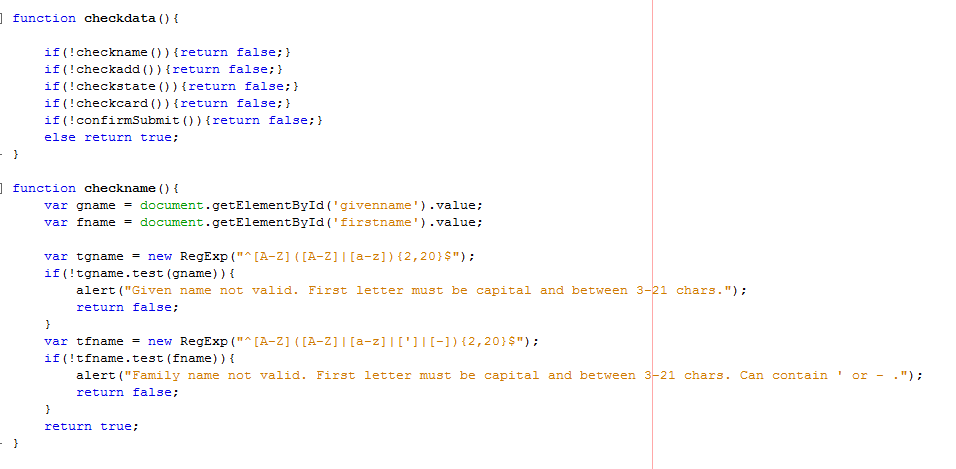 function checkdata(){
if(!checkname()){return false;}
if(!checkadd()){return false;}
if(!checkstate()){return false;}
if(!checkcard()){return false;}
if(!confirmSubmit()){return false;}
else return true;
}
function checkname(){
var gname = document.getElementById('givenname').value;
var fname = document.getElementById('firstname').value;
var tgname = new RegExp("^[A-Z]([A-Z]|[a-z]){2,20}$");
if(!tgname.test(gname)){
alert("Given name not valid. First letter must be capital and between 3-21 chars.");
return false;
}
var tfname = new RegExp("^[A-Z]([A-Z]|[a-z]|[']|[-]){2,20}$");
if(!tfname.test(fname)){
alert("Family name not valid. First letter must be capital and between 3-21 chars. Can contain ' or - .");
return false;
}
return true;
}